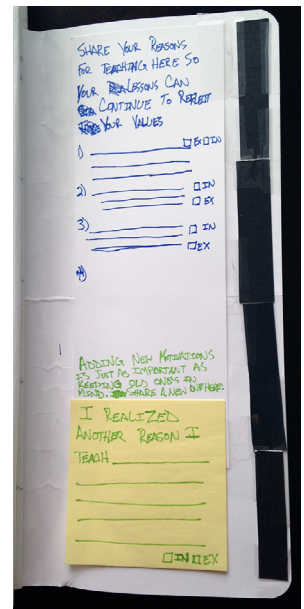 SHARE YOUR REASONS
FOR TEACHING HERE SO
YOUR LESSONS CAN
CONTINUE TO REFLECT
YOUR VALUES
1) EX IN
2) IN
EX
3) IN
EX
4)
ADDING NEW MOTIVATIONS
IS JUST AS IMPORTANT AS
KEEPING OLD ONES IN
MIND. SHARE A NEW ONE HERE.
I REALIZED
ANOTHER REASON I
TEACH
IN EX